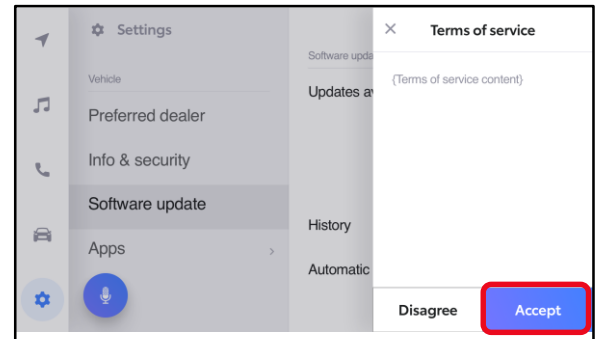 Settings
Vehicle
Preferred dealer
Info & security
Software update
Apps
Software upda
Updates av
History
Automatic
Terms of service
{Terms of service content}
Disagree
Accept